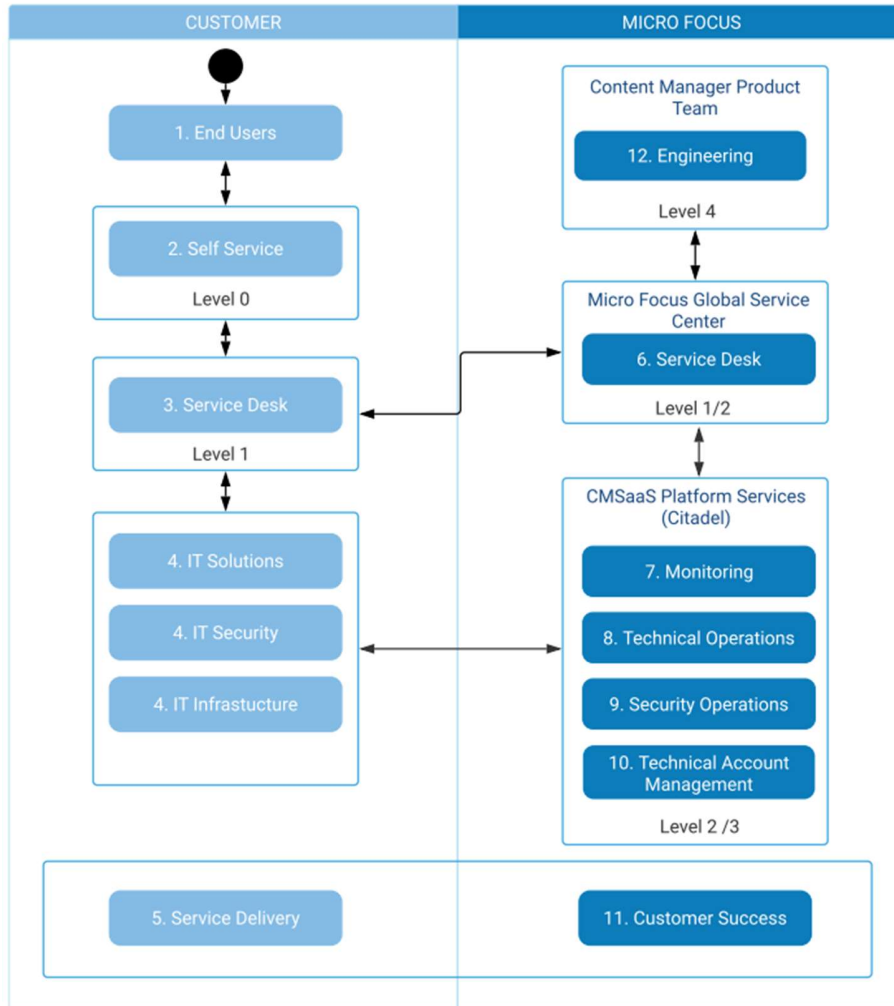 CUSTOMER
1. End Users
2. Self Service
Level 0
3. Service Desk
Level 1
4. IT Solutions
4. IT Security
4. IT Infrastucture
5. Service Delivery
MICRO FOCUS
Content Manager Product
Team
12. Engineering
Level 4
Micro Focus Global Service
Center
6. Service Desk
Level 1/2
CMSaaS Platform Services
(Citadel)
7. Monitoring
8. Technical Operations
9. Security Operations
10. Technical Account
Management
Level 2 /3
11. Customer Success